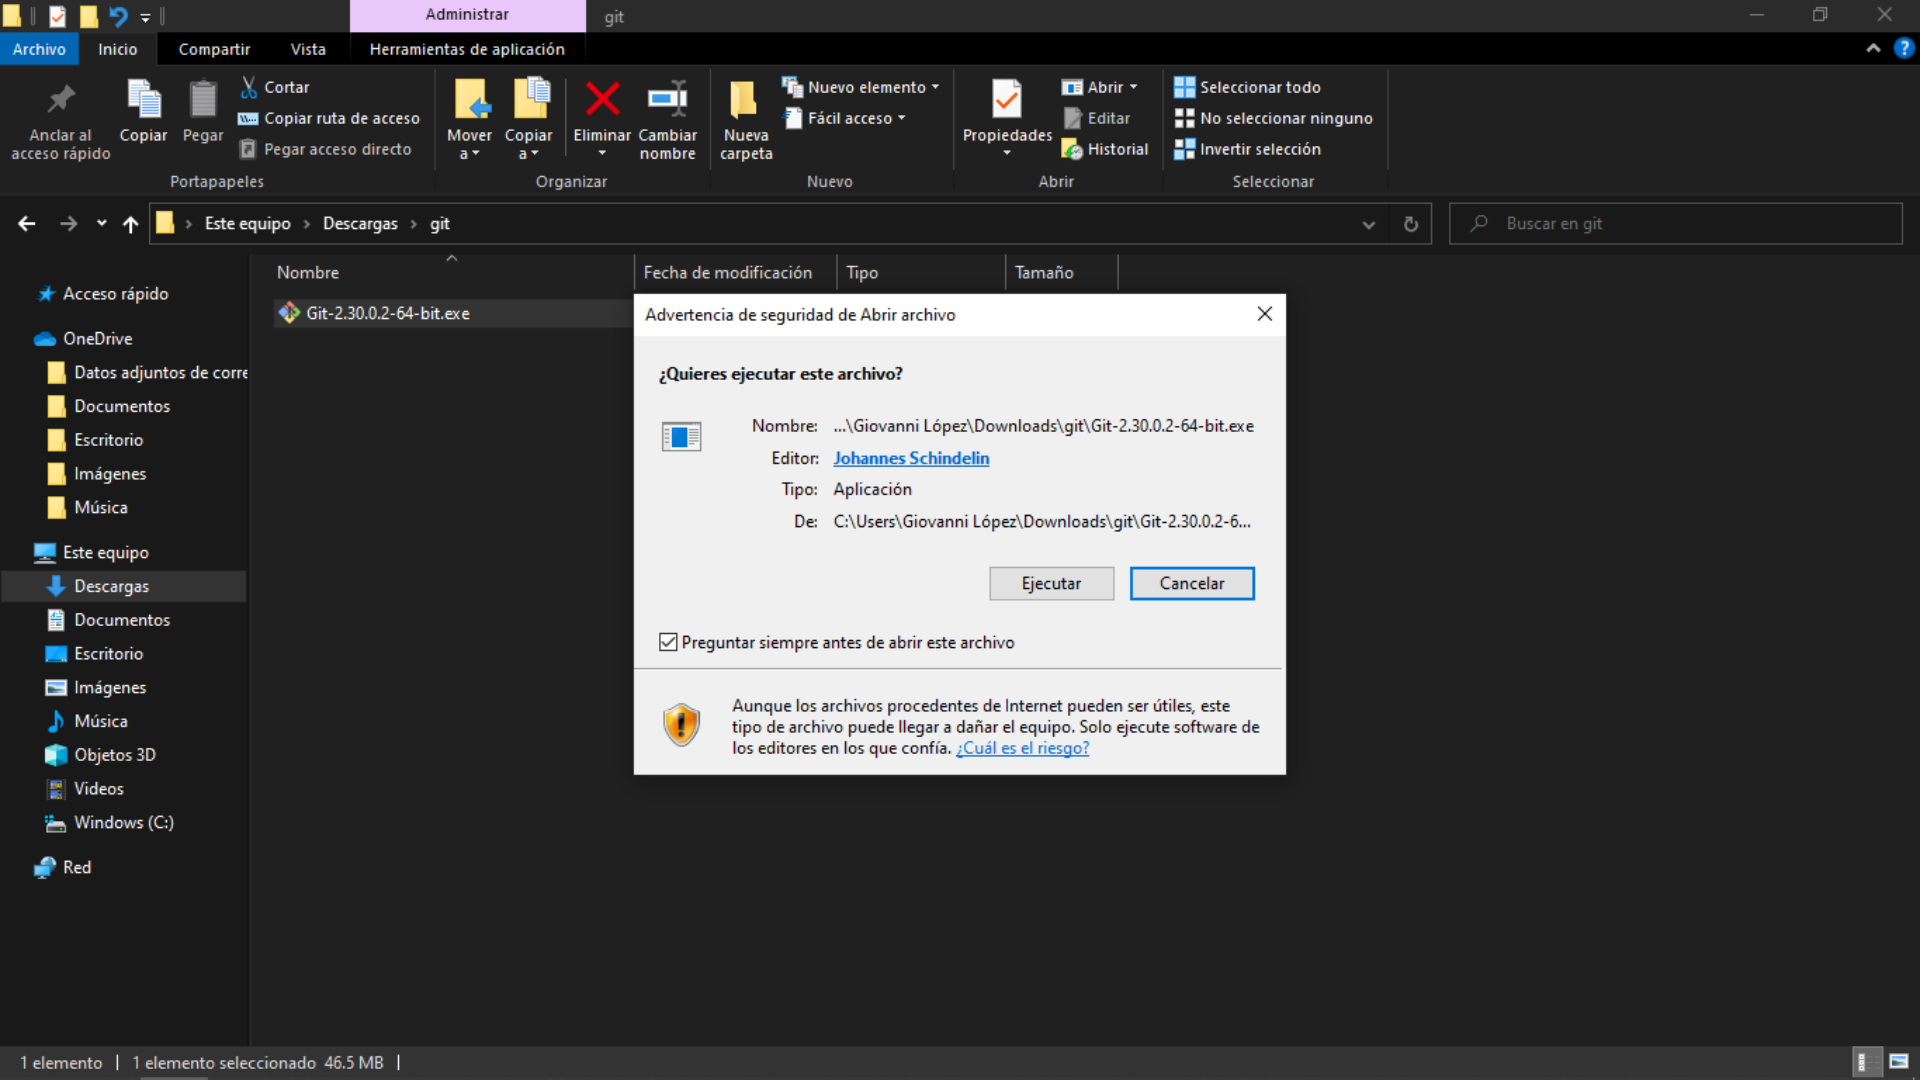 Administrar
git
Archivo
Inicio
Compartir
Vista
Herramientas de aplicación
Anclar al
acceso rápido
Copiar
Pegar
Cortar
Copiar ruta de acceso
Pegar acceso directo
Portapapeles
Mover
a
Copiar
a
Eliminar
Cambiar
nombre
Organizar
Nueva
carpeta
Nuevo elemento
Fácil acceso
Nuevo
Propiedades
Abrir
Editar
Historial
Abrir
Seleccionar todo
No seleccionar ninguno
Invertir selección
Seleccionar
Este equipo › Descargas › git
Buscar en git
Nombre
Fecha de modificación
Tipo
Tamaño
Git-2.30.0.2-64-bit.exe
Acceso rápido
OneDrive
Datos adjuntos de corre
Documentos
Escritorio
Imágenes
Música
Este equipo
Descargas
Documentos
Escritorio
Imágenes
Música
Objetos 3D
Videos
Windows (C:)
Red
Advertencia de seguridad de Abrir archivo
¿Quieres ejecutar este archivo?
Nombre: ...\Giovanni López\Downloads\git\Git-2.30.0.2-64-bit.exe
Editor: Johannes Schindelin
Tipo: Aplicación
De: C:\Users\Giovanni López\Downloads\git\Git-2.30.0.2-6...
Ejecutar
Cancelar
Preguntar siempre antes de abrir este archivo
Aunque los archivos procedentes de Internet pueden ser útiles, este
tipo de archivo puede llegar a dañar el equipo. Solo ejecute software de
los editores en los que confía. ¿Cuál es el riesgo?
1 elemento
1 elemento seleccionado 46.5 MB